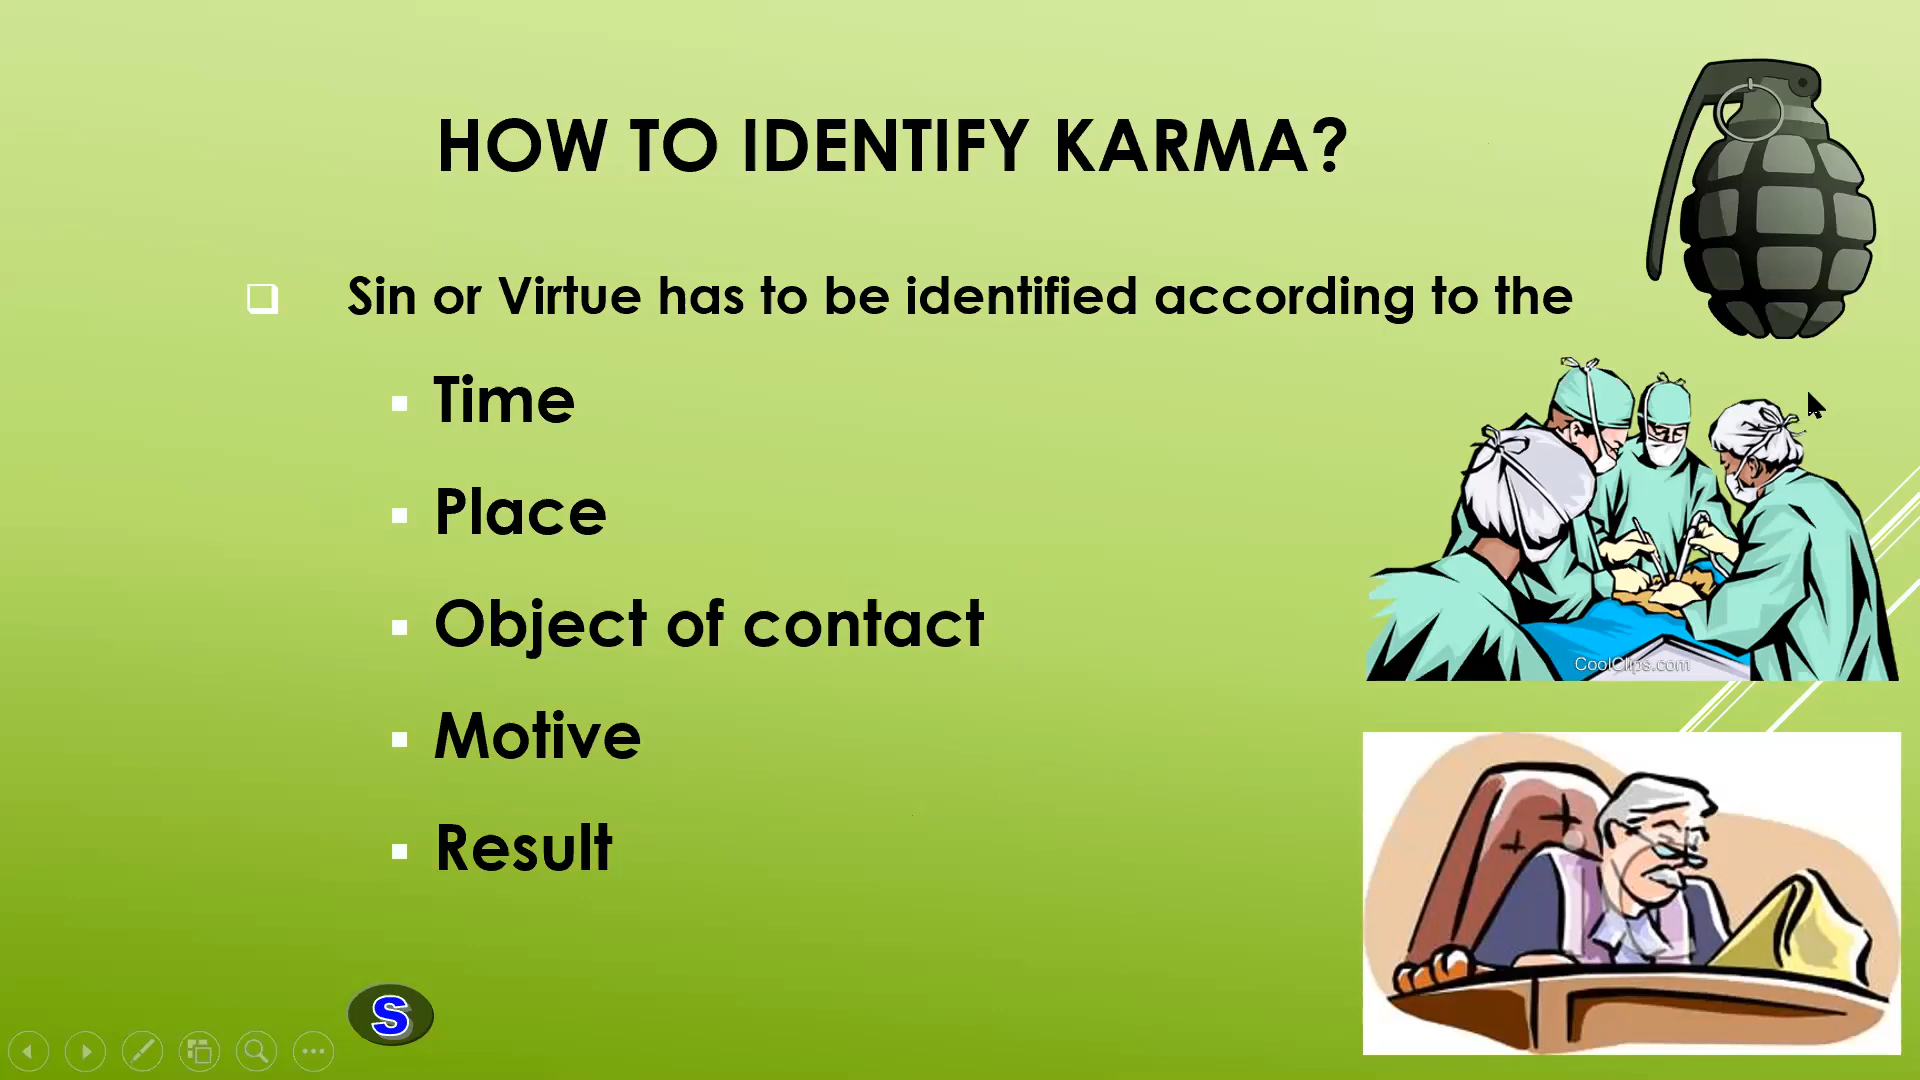 HOW TO IDENTIFY KARMA?
Sin or Virtue has to be identified according to the
Time
Place
Object of contact
Motive
Result
CoolClips.com
S